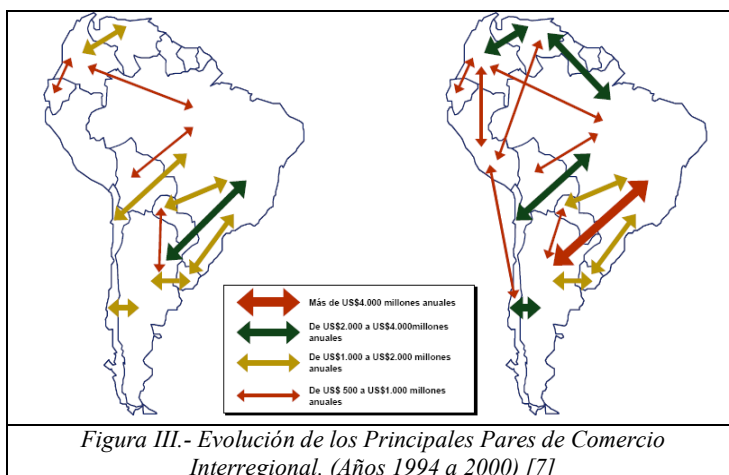 Más de US$4.000 millones anuales
De US$2.000 a US$4.000millones
anuales
De US$1.000 a US$2.000 millones
anuales
De US$ 500 a US$1.000 millones
anuales
Figura III.- Evolución de los Principales Pares de Comercio
Interregional. (Años 1994 a 2000) [7]